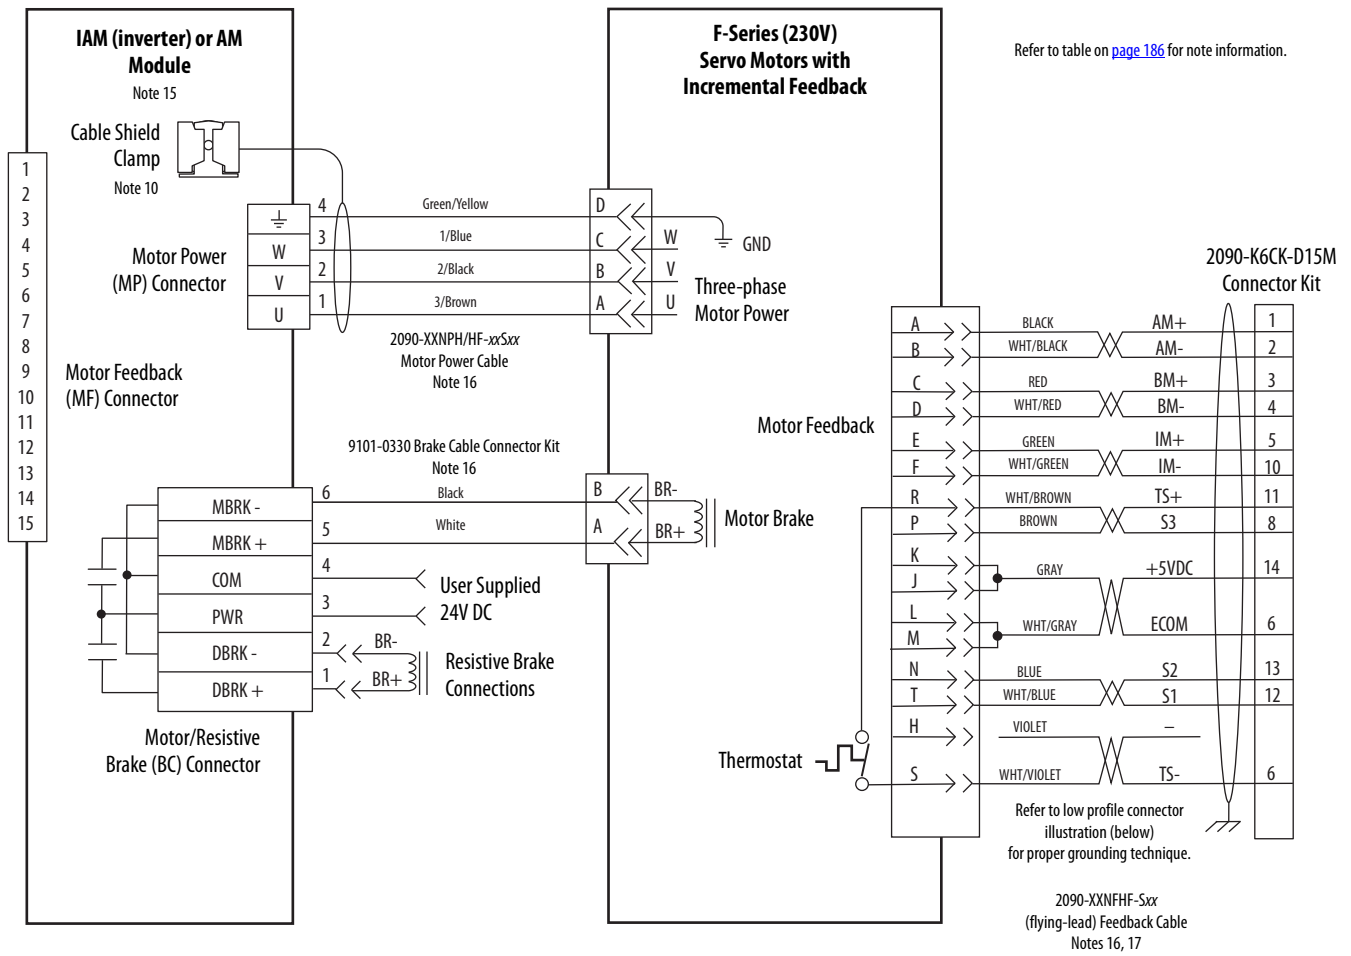 IAM (inverter) or AM
Module
Note 15
Cable Shield
Clamp
Note 10
1
2
3
4
5
6
7
8
9
10
11
12
13
14
15
Motor Power
(MP) Connector
W
V
U
4
3
2
1
Green/Yellow
1/Blue
2/Black
3/Brown
2090-XXNPH/HF-xxSxx
Motor Power Cable
Note 16
Motor Feedback
(MF) Connector
9101-0330 Brake Cable Connector Kit
Note 16
Black
White
MBRK -
MBRK +
COM
PWR
DBRK -
DBRK +
6
5
4
3
2
1
User Supplied
24V DC
BR-
BR+
Resistive Brake
Connections
Motor/Resistive
Brake (BC) Connector
F-Series (230V)
Servo Motors with
Incremental Feedback
D
C
B
A
W
V
U
GND
Three-phase
Motor Power
B
A
BR-
BR+
Motor Brake
Motor Feedback
Thermostat
A
B
C
D
E
F
R
P
K
J
L
M
N
T
H
S
BLACK
WHT/BLACK
RED
WHT/RED
GREEN
WHT/GREEN
WHT/BROWN
BROWN
GRAY
WHT/GRAY
BLUE
WHT/BLUE
VIOLET
WHT/VIOLET
AM+
AM-
BM+
BM-
IM+
IM-
TS+
S3
+5VDC
ECOM
S2
S1
–
TS-
Refer to table on page 186 for note information.
2090-K6CK-D15M
Connector Kit
1
2
3
4
5
10
11
8
14
6
13
12
6
Refer to low profile connector
illustration (below)
for proper grounding technique.
2090-XXNFHF-Sxx
(flying-lead) Feedback Cable
Notes 16, 17